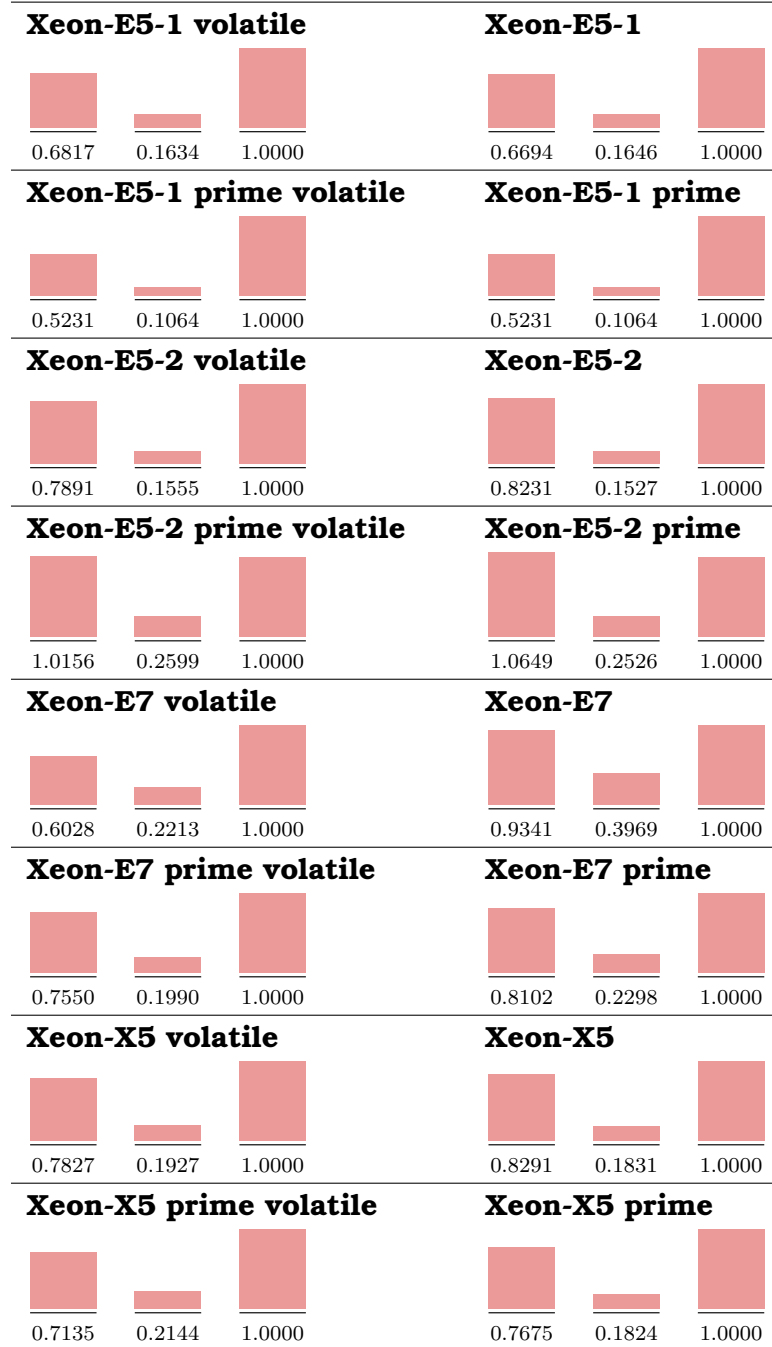 Xeon-E5-1 volatile Xeon-E5-1
0.6817 0.1634 1.0000 0.6694 0.1646 1.0000
Xeon-E5-1 prime volatile Xeon-E5-1 prime
0.5231 0.1064 1.0000 0.5231 0.1064 1.0000
Xeon-E5-2 volatile Xeon-E5-2
0.7891 0.1555 1.0000 0.8231 0.1527 1.0000
Xeon-E5-2 prime volatile Xeon-E5-2 prime
1.0156 0.2599 1.0000 1.0649 0.2526 1.0000
Xeon-E7 volatile Xeon-E7
0.6028 0.2213 1.0000 0.9341 0.3969 1.0000
Xeon-E7 prime volatile Xeon-E7 prime
0.7550 0.1990 1.0000 0.8102 0.2298 1.0000
Xeon-X5 volatile Xeon-X5
0.7827 0.1927 1.0000 0.8291 0.1831 1.0000
Xeon-X5 prime volatile Xeon-X5 prime
0.7135 0.2144 1.0000 0.7675 0.1824 1.0000